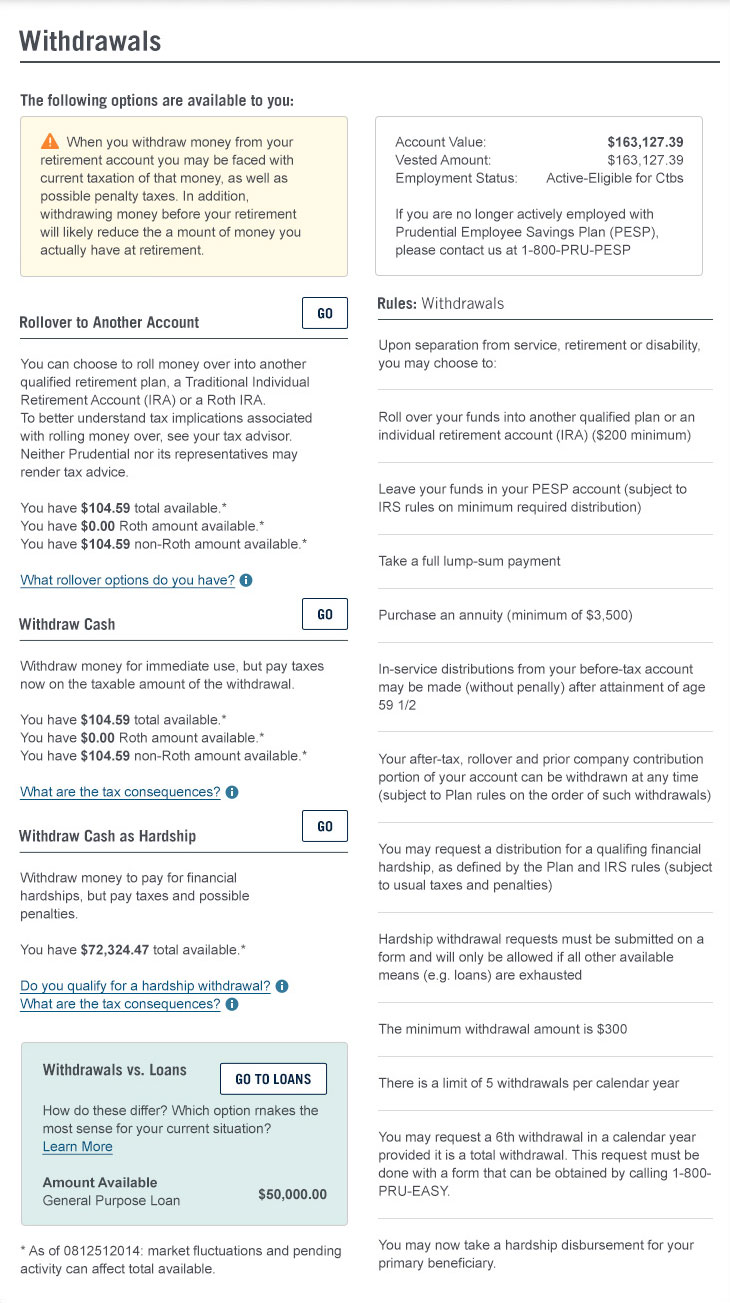 Withdrawals
The following options are available to you:
When you withdraw money from your
retirement account you may be faced with
current taxation of that money, as well as
possible penalty taxes. In addition,
withdrawing money before your retirement
will likely reduce the a mount of money you
actually have at retirement.
Account Value: $163,127.39
Vested Amount: $163,127.39
Employment Status: Active-Eligible for Ctbs
If you are no longer actively employed with
Prudential Employee Savings Plan (PESP),
please contact us at 1-800-PRU-PESP
Rollover to Another Account
GO
You can choose to roll money over into another
qualified retirement plan, a Traditional Individual
Retirement Account (IRA) or a Roth IRA.
To better understand tax implications associated
with rolling money over, see your tax advisor.
Neither Prudential nor its representatives may
render tax advice.
You have $104.59 total available.*
You have $0.00 Roth amount available.*
You have $104.59 non-Roth amount available.*
What rollover options do you have? i
Withdraw Cash
GO
Withdraw money for immediate use, but pay taxes
now on the taxable amount of the withdrawal.
You have $104.59 total available.*
You have $0.00 Roth amount available.*
You have $104.59 non-Roth amount available.*
What are the tax consequences? i
Withdraw Cash as Hardship
GO
Withdraw money to pay for financial
hardships, but pay taxes and possible
penalties.
You have $72,324.47 total available.*
Do you qualify for a hardship withdrawal? i
What are the tax consequences? i
Withdrawals vs. Loans
GO TO LOANS
How do these differ? Which option rnakes the
most sense for your current situation?
Learn More
Amount Available
General Purpose Loan $50,000.00
* As of 0812512014: market fluctuations and pending
activity can affect total available.
Rules: Withdrawals
Upon separation from service, retirement or disability,
you may choose to:
Roll over your funds into another qualified plan or an
individual retirement account (IRA) ($200 minimum)
Leave your funds in your PESP account (subject to
IRS rules on minimum required distribution)
Take a full lump-sum payment
Purchase an annuity (minimum of $3,500)
In-service distributions from your before-tax account
may be made (without penally) after attainment of age
59 1/2
Your after-tax, rollover and prior company contribution
portion of your account can be withdrawn at any time
(subject to Plan rules on the order of such withdrawals)
You may request a distribution for a qualifing financial
hardship, as defined by the Plan and IRS rules (subject
to usual taxes and penalties)
Hardship withdrawal requests must be submitted on a
form and will only be allowed if all other available
means (e.g. loans) are exhausted
The minimum withdrawal amount is $300
There is a limit of 5 withdrawals per calendar year
You may request a 6th withdrawal in a calendar year
provided it is a total withdrawal. This request must be
done with a form that can be obtained by calling 1-800-
PRU-EASY.
You may now take a hardship disbursement for your
primary beneficiary.